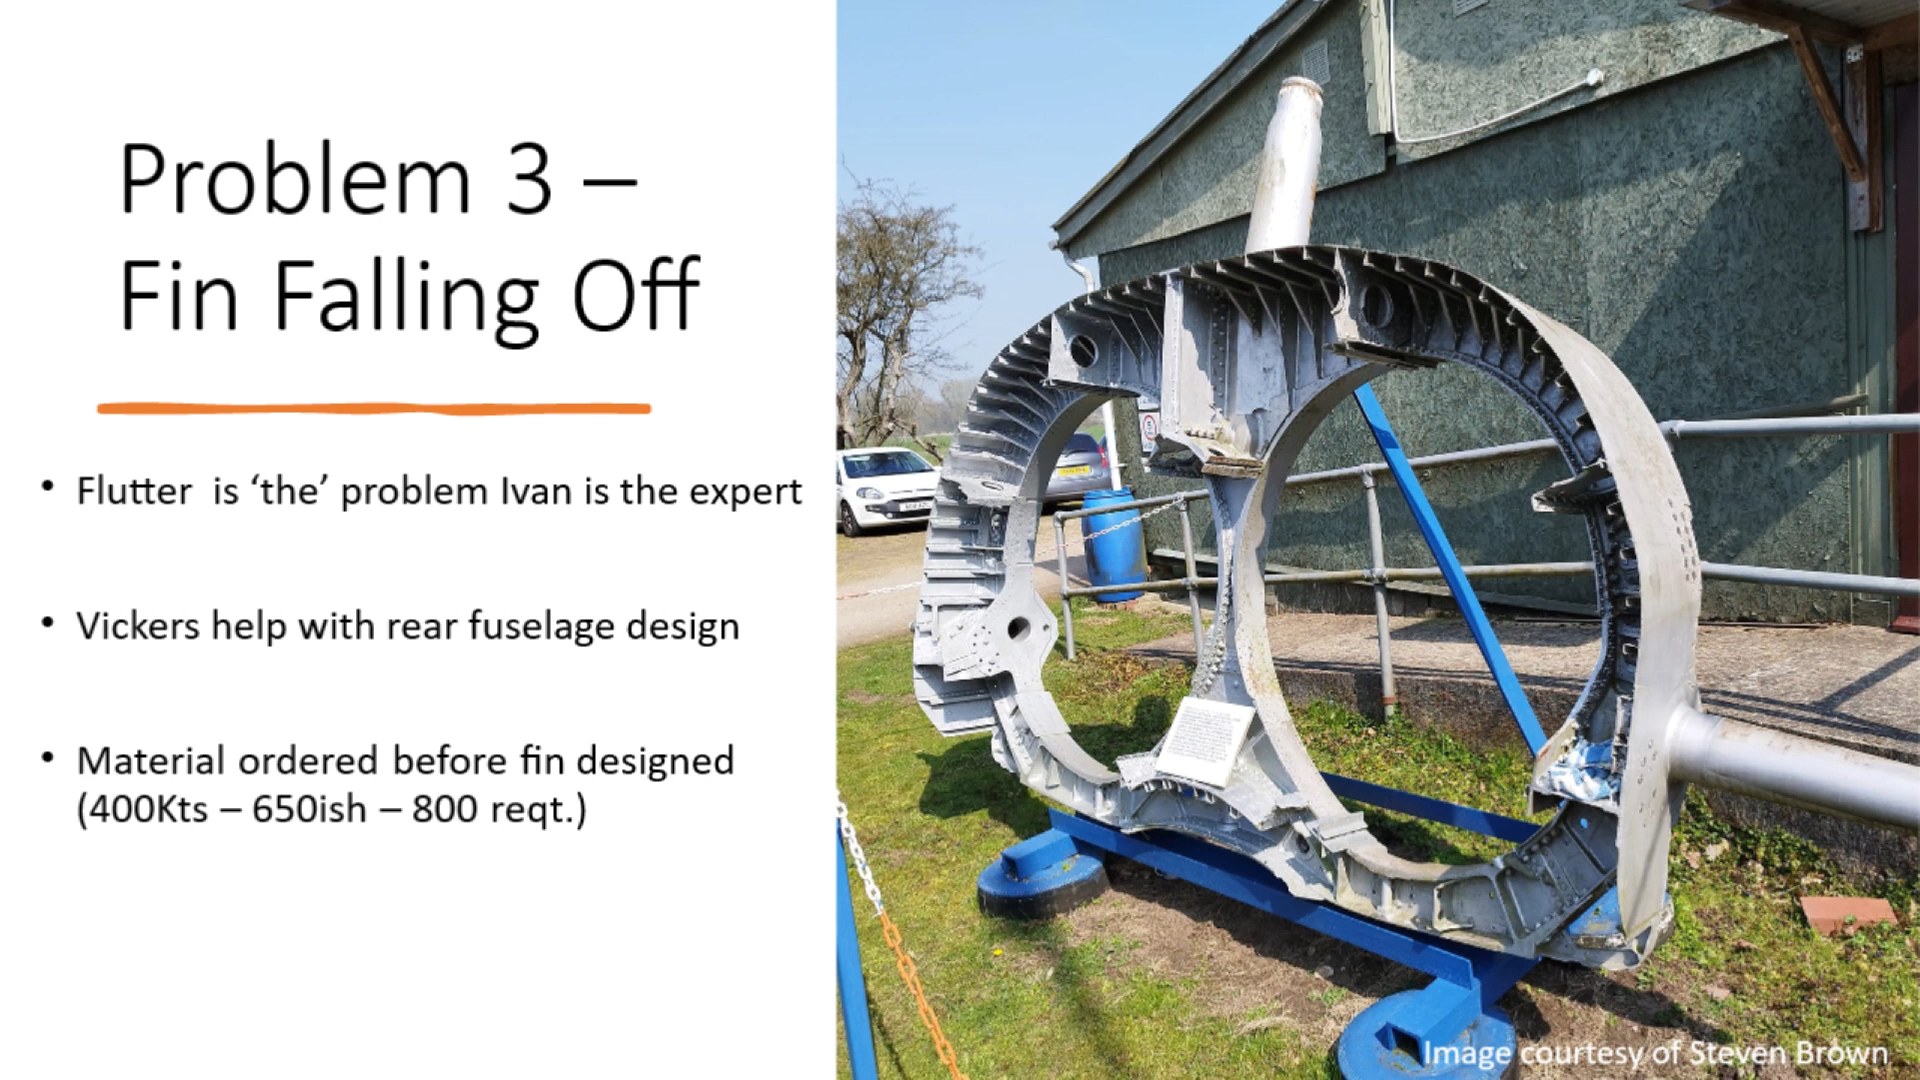 Problem 3 –
Fin Falling Off
• Flutter is ‘the’ problem Ivan is the expert
• Vickers help with rear fuselage design
• Material ordered before fin designed
(400Kts – 650ish – 800 reqt.)
Image courtesy of Steven Brown